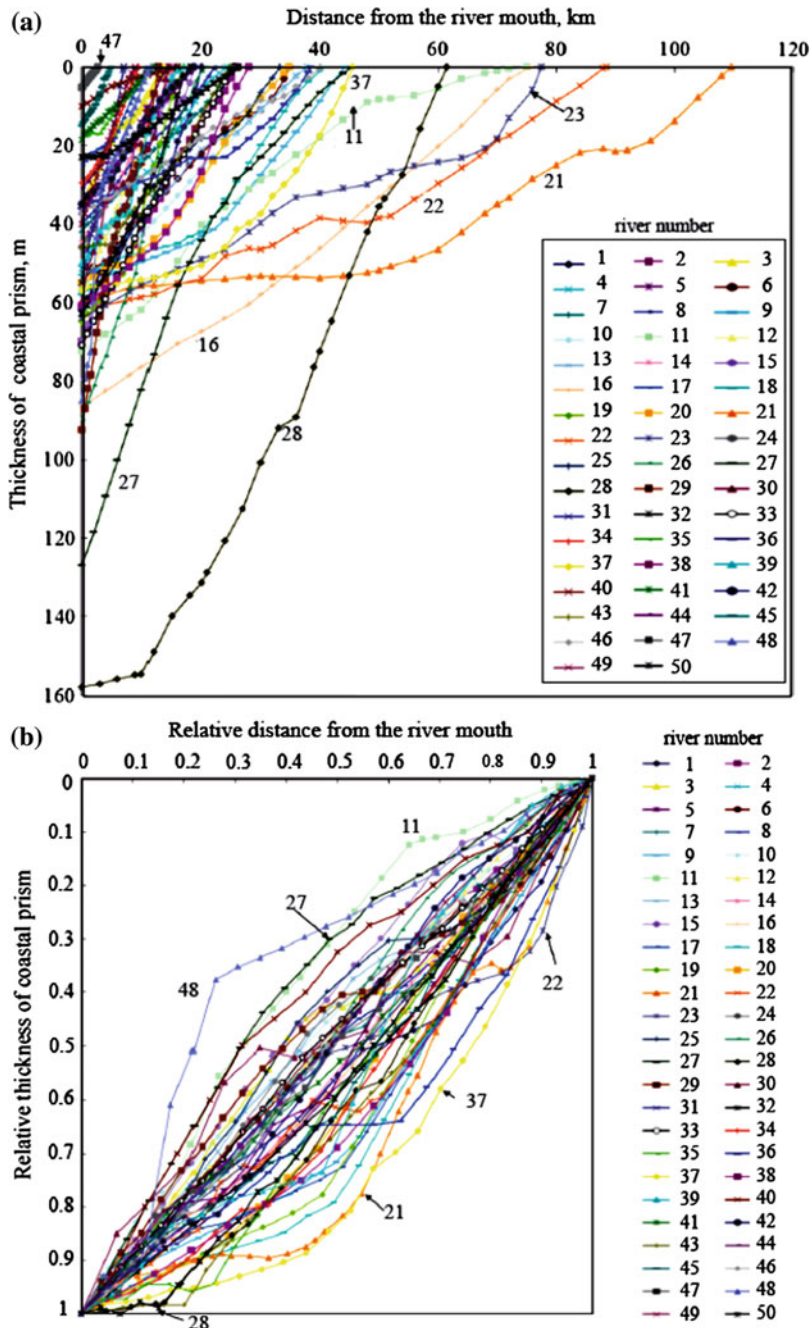 (a)
Distance from the river mouth, km
0 20 40 60 80 100 120
47
0
20
40
60
80
100
120
140
160
Thickness of coastal prism, m
37
11
23
22
21
16
27
28
river number
1 2 3
4 5 6
7 8 9
10 11 12
13 14 15
16 17 18
19 20 21
22 23 24
25 26 27
28 29 30
31 32 33
34 35 36
37 38 39
40 41 42
43 44 45
46 47 48
49 50
(b)
Relative distance from the river mouth
0 0.1 0.2 0.3 0.4 0.5 0.6 0.7 0.8 0.9 1
0
0.1
0.2
0.3
0.4
0.5
0.6
0.7
0.8
0.9
1
Relative thickness of coastal prism
11
27
48
22
37
21
28
river number
1 2
3 4
5 6
7 8
9 10
11 12
13 14
15 16
17 18
19 20
21 22
23 24
25 26
27 28
29 30
31 32
33 34
35 36
37 38
39 40
41 42
43 44
45 46
47 48
49 50